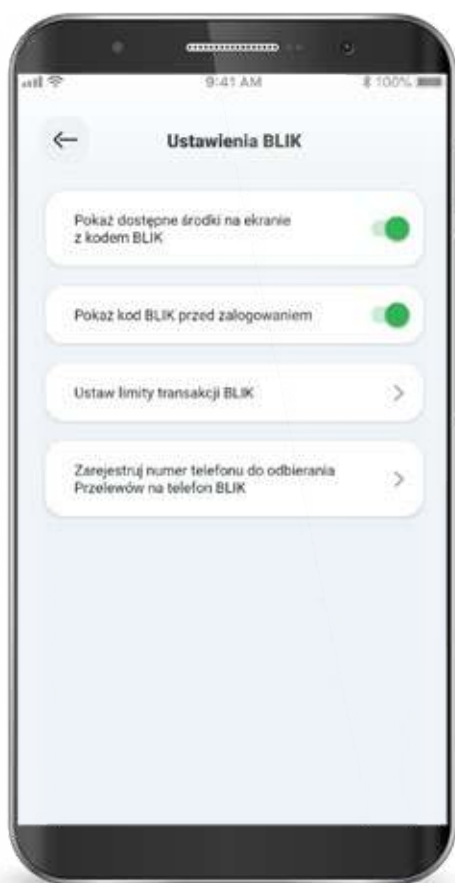 9:41 AM
100%
Ustawienia BLIK
Pokaż dostępne środki na ekranie
z kodem BLIK
Pokaż kod BLIK przed zalogowaniem
Ustaw limity transakcji BLIK
Zarejestruj numer telefonu do odbierania
Przelewów na telefon BLIK